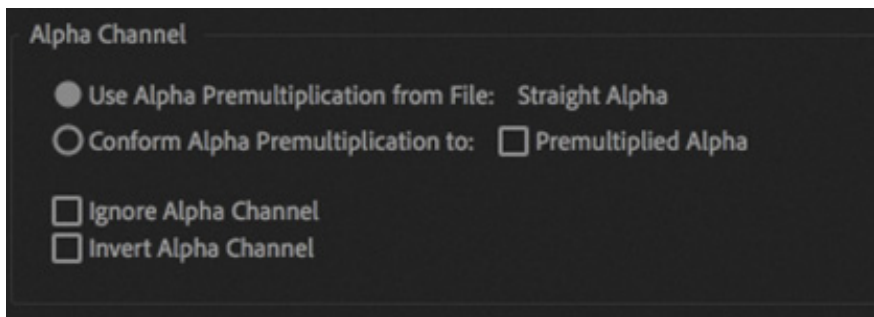 Alpha Channel
Use Alpha Premultiplication from File: Straight Alpha
Conform Alpha Premultiplication to: Premultiplied Alpha
Ignore Alpha Channel
Invert Alpha Channel